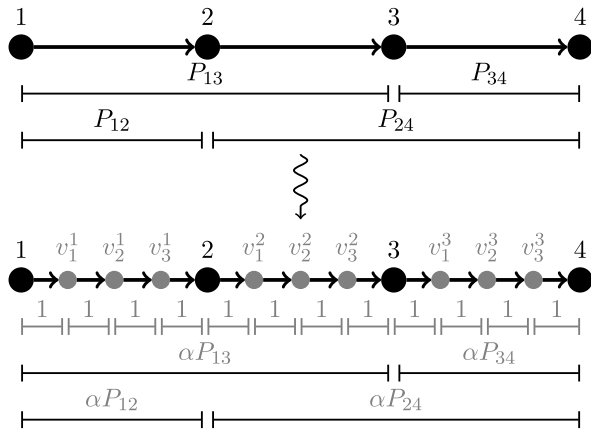 1 2 3 4
P₁₃ P₃₄
P₁₂ P₂₄
1 v₁¹ v₂¹ v₃¹ 2 v₁² v₂² v₃² 3 v₁³ v₂³ v₃³ 4
1 1 1 1 1 1 1 1 1 1 1 1
αP₁₃ αP₃₄
αP₁₂ αP₂₄